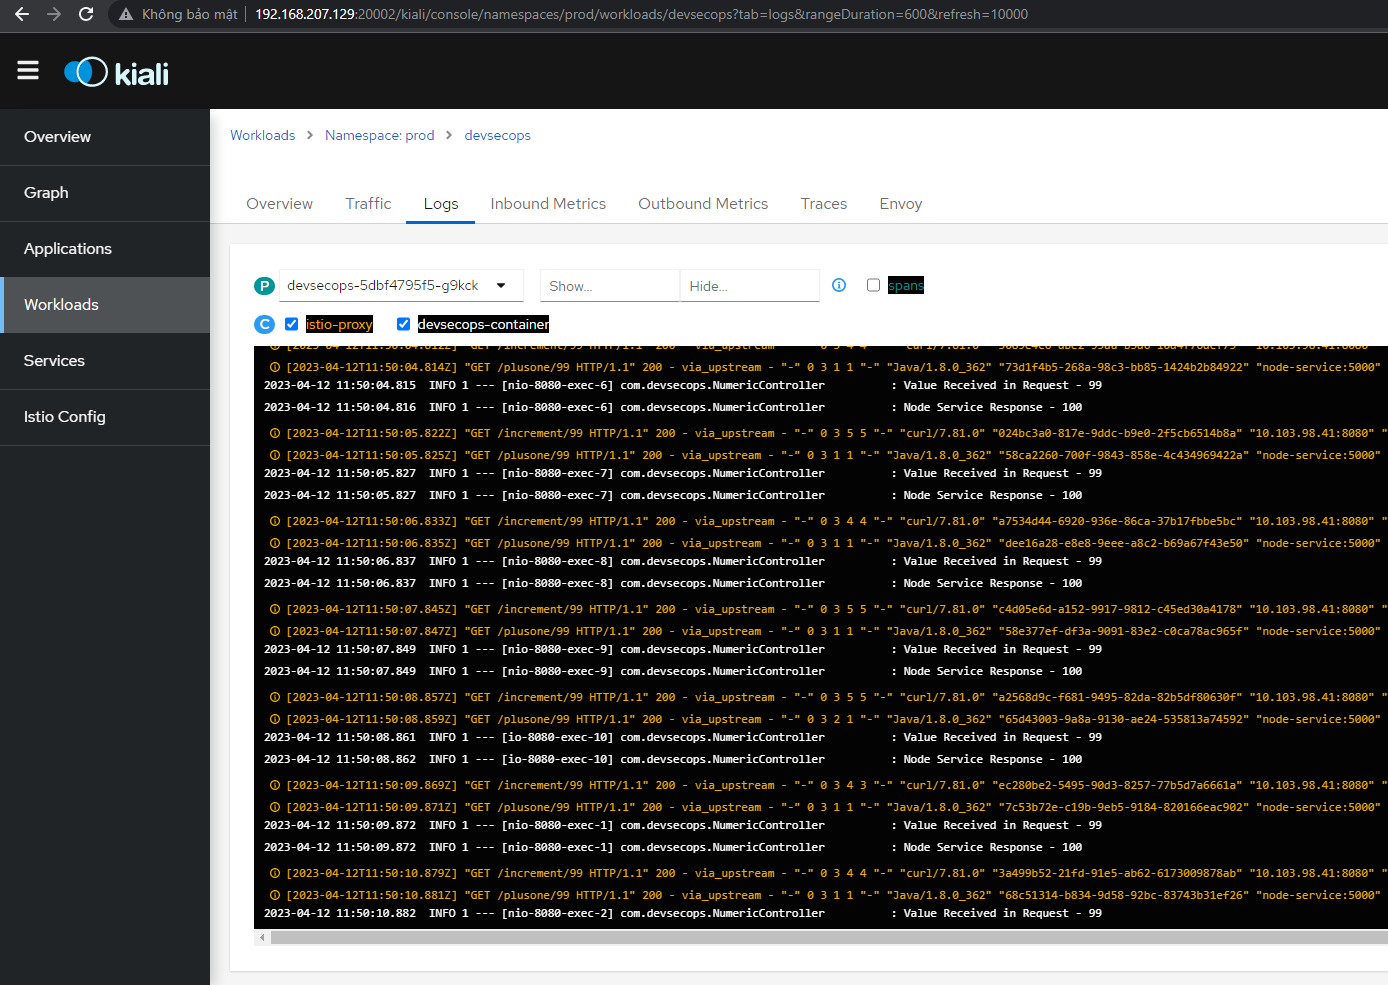 Không bảo mật 192.168.207.129:20002/kiali/console/namespaces/prod/workloads/devsecops?tab=logs&rangeDuration=600&refresh=10000
kiali
Overview
Graph
Applications
Workloads
Services
Istio Config
Workloads > Namespace: prod > devsecops
Overview Traffic Logs Inbound Metrics Outbound Metrics Traces Envoy
P devsecops-5dbf4795f5-g9kck Show... Hide... spans
C istio-proxy devsecops-container
[2023-04-12T11:50:04.814Z] "GET /plusone/99 HTTP/1.1" 200 - via_upstream - "-" 0 3 1 1 "-" "Java/1.8.0_362" "73d1f4b5-268a-98c3-bb85-1424b2b84922" "node-service:5000"
2023-04-12 11:50:04.815 INFO 1 --- [nio-8080-exec-6] com.devsecops.NumericController : Value Received in Request - 99
2023-04-12 11:50:04.816 INFO 1 --- [nio-8080-exec-6] com.devsecops.NumericController : Node Service Response - 100
[2023-04-12T11:50:05.822Z] "GET /increment/99 HTTP/1.1" 200 - via_upstream - "-" 0 3 5 5 "-" "curl/7.81.0" "024bc3a0-817e-9ddc-b9e0-2f5cb6514b8a" "10.103.98.41:8080" "
[2023-04-12T11:50:05.825Z] "GET /plusone/99 HTTP/1.1" 200 - via_upstream - "-" 0 3 1 1 "-" "Java/1.8.0_362" "58ca2260-700f-9843-858e-4c434969422a" "node-service:5000"
2023-04-12 11:50:05.827 INFO 1 --- [nio-8080-exec-7] com.devsecops.NumericController : Value Received in Request - 99
2023-04-12 11:50:05.827 INFO 1 --- [nio-8080-exec-7] com.devsecops.NumericController : Node Service Response - 100
[2023-04-12T11:50:06.833Z] "GET /increment/99 HTTP/1.1" 200 - via_upstream - "-" 0 3 4 4 "-" "curl/7.81.0" "a7534d44-6920-936e-86ca-37b17fbbe5bc" "10.103.98.41:8080" "
[2023-04-12T11:50:06.835Z] "GET /plusone/99 HTTP/1.1" 200 - via_upstream - "-" 0 3 1 1 "-" "Java/1.8.0_362" "dee16a28-e8e8-9eee-a8c2-b69a67f43e50" "node-service:5000"
2023-04-12 11:50:06.837 INFO 1 --- [nio-8080-exec-8] com.devsecops.NumericController : Value Received in Request - 99
2023-04-12 11:50:06.837 INFO 1 --- [nio-8080-exec-8] com.devsecops.NumericController : Node Service Response - 100
[2023-04-12T11:50:07.845Z] "GET /increment/99 HTTP/1.1" 200 - via_upstream - "-" 0 3 5 5 "-" "curl/7.81.0" "c4d05e6d-a152-9917-9812-c45ed30a4178" "10.103.98.41:8080" "
[2023-04-12T11:50:07.847Z] "GET /plusone/99 HTTP/1.1" 200 - via_upstream - "-" 0 3 1 1 "-" "Java/1.8.0_362" "58e377ef-df3a-9091-83e2-c0ca78ac965f" "node-service:5000"
2023-04-12 11:50:07.849 INFO 1 --- [nio-8080-exec-9] com.devsecops.NumericController : Value Received in Request - 99
2023-04-12 11:50:07.849 INFO 1 --- [nio-8080-exec-9] com.devsecops.NumericController : Node Service Response - 100
[2023-04-12T11:50:08.857Z] "GET /increment/99 HTTP/1.1" 200 - via_upstream - "-" 0 3 5 5 "-" "curl/7.81.0" "a2568d9c-f681-9495-82da-82b5df80630f" "10.103.98.41:8080" "
[2023-04-12T11:50:08.859Z] "GET /plusone/99 HTTP/1.1" 200 - via_upstream - "-" 0 3 2 1 "-" "Java/1.8.0_362" "65d43003-9a8a-9130-ae24-535813a74592" "node-service:5000"
2023-04-12 11:50:08.861 INFO 1 --- [io-8080-exec-10] com.devsecops.NumericController : Value Received in Request - 99
2023-04-12 11:50:08.862 INFO 1 --- [io-8080-exec-10] com.devsecops.NumericController : Node Service Response - 100
[2023-04-12T11:50:09.869Z] "GET /increment/99 HTTP/1.1" 200 - via_upstream - "-" 0 3 4 3 "-" "curl/7.81.0" "ec280be2-5495-90d3-8257-77b5d7a6661a" "10.103.98.41:8080" "
[2023-04-12T11:50:09.871Z] "GET /plusone/99 HTTP/1.1" 200 - via_upstream - "-" 0 3 1 1 "-" "Java/1.8.0_362" "7c53b72e-c19b-9eb5-9184-820166eac902" "node-service:5000"
2023-04-12 11:50:09.872 INFO 1 --- [nio-8080-exec-1] com.devsecops.NumericController : Value Received in Request - 99
2023-04-12 11:50:09.872 INFO 1 --- [nio-8080-exec-1] com.devsecops.NumericController : Node Service Response - 100
[2023-04-12T11:50:10.879Z] "GET /increment/99 HTTP/1.1" 200 - via_upstream - "-" 0 3 4 4 "-" "curl/7.81.0" "3a499b52-21fd-91e5-ab62-6173009878ab" "10.103.98.41:8080" "
[2023-04-12T11:50:10.881Z] "GET /plusone/99 HTTP/1.1" 200 - via_upstream - "-" 0 3 1 1 "-" "Java/1.8.0_362" "68c51314-b834-9d58-92bc-83743b31ef26" "node-service:5000"
2023-04-12 11:50:10.882 INFO 1 --- [nio-8080-exec-2] com.devsecops.NumericController : Value Received in Request - 99